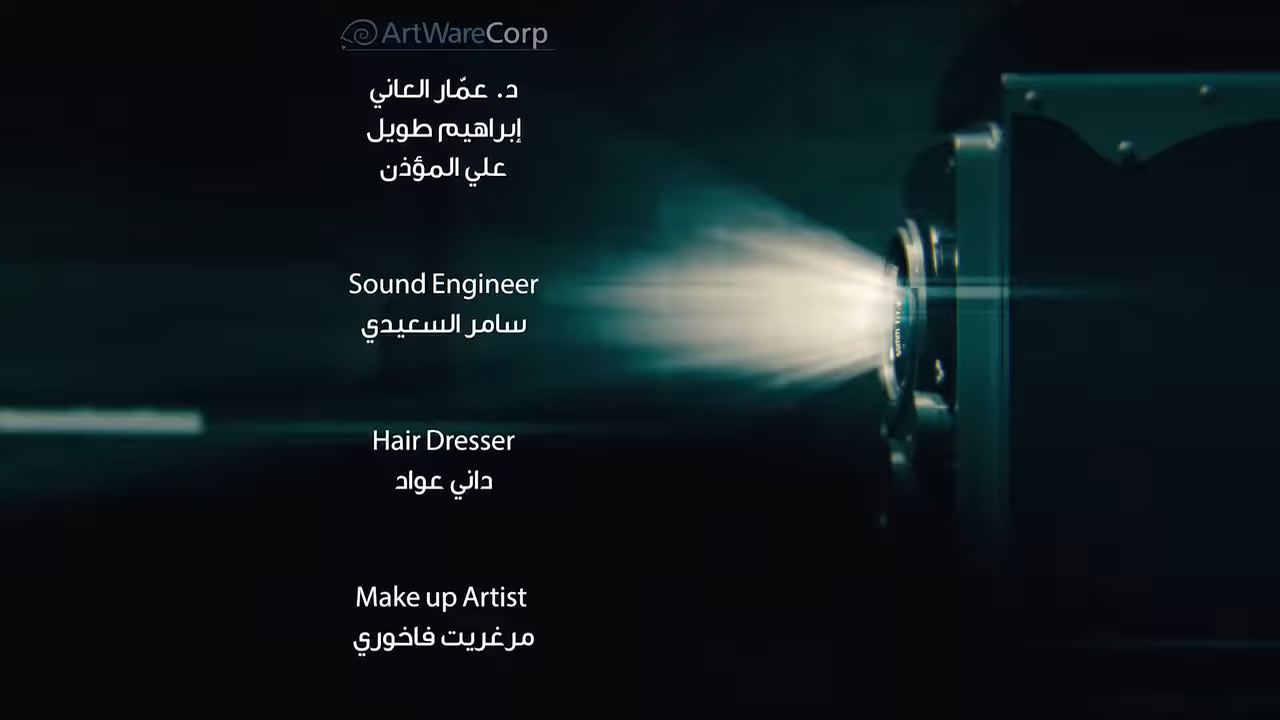 ArtWareCorp
د. عمّار العاني
إبراهيم طويل
علي المؤذن
Sound Engineer
سامر السعيدي
Hair Dresser
داني عواد
Make up Artist
مرغريت فاخوري